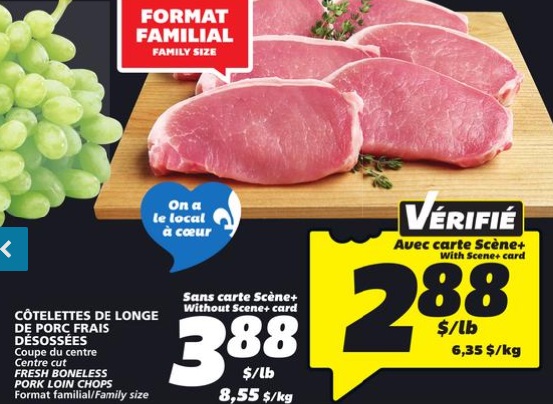 FORMAT
FAMILIAL
FAMILY SIZE
On a
le local
à cœur
VÉRIFIÉ
Avec carte Scène+
With Scene+ card
2 88
$/lb
6,35 $/kg
Sans carte Scène+
Without Scene+ card
3 88
$/lb
8,55 $/kg
CÔTELETTES DE LONGE
DE PORC FRAIS
DÉSOSSÉES
Coupe du centre
Centre cut
FRESH BONELESS
PORK LOIN CHOPS
Format familial/Family size